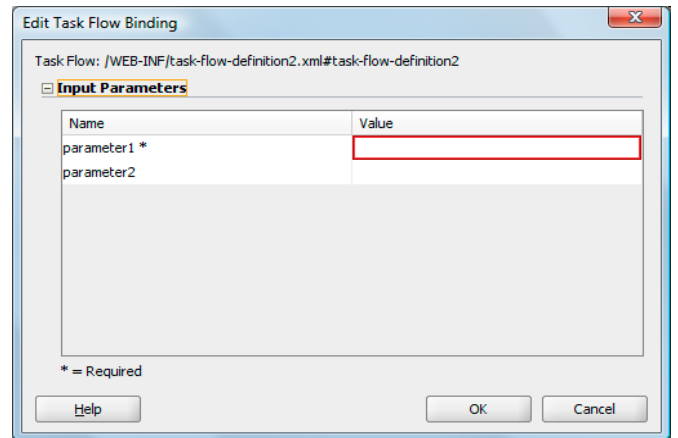 Edit Task Flow Binding
Task Flow: /WEB-INF/task-flow-definition2.xml#task-flow-definition2
Input Parameters
Name Value
parameter1 *
parameter2
* = Required
Help OK Cancel